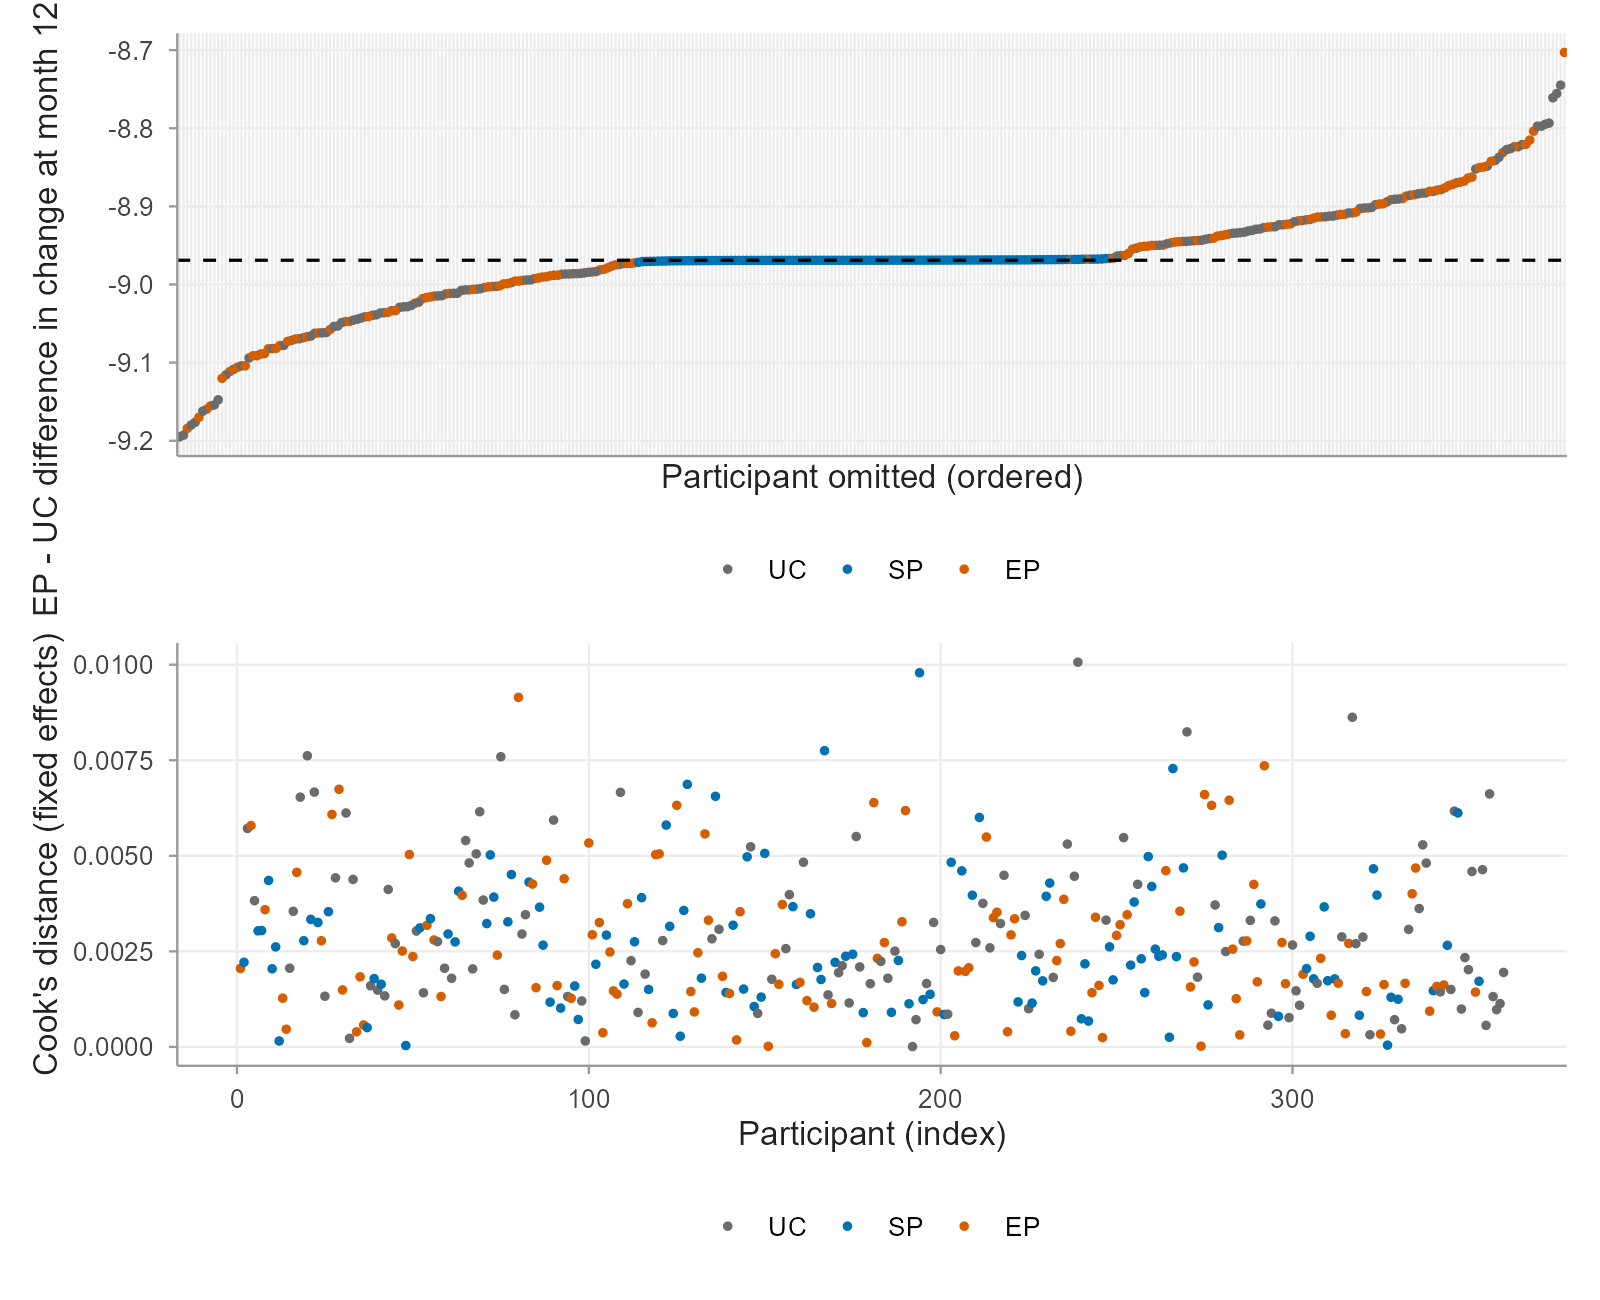 EP - UC difference in change at month 12
-8.7
-8.8
-8.9
-9.0
-9.1
-9.2
Participant omitted (ordered)
UC SP EP
Cook's distance (fixed effects)
0.0100
0.0075
0.0050
0.0025
0.0000
0 100 200 300
Participant (index)
UC SP EP